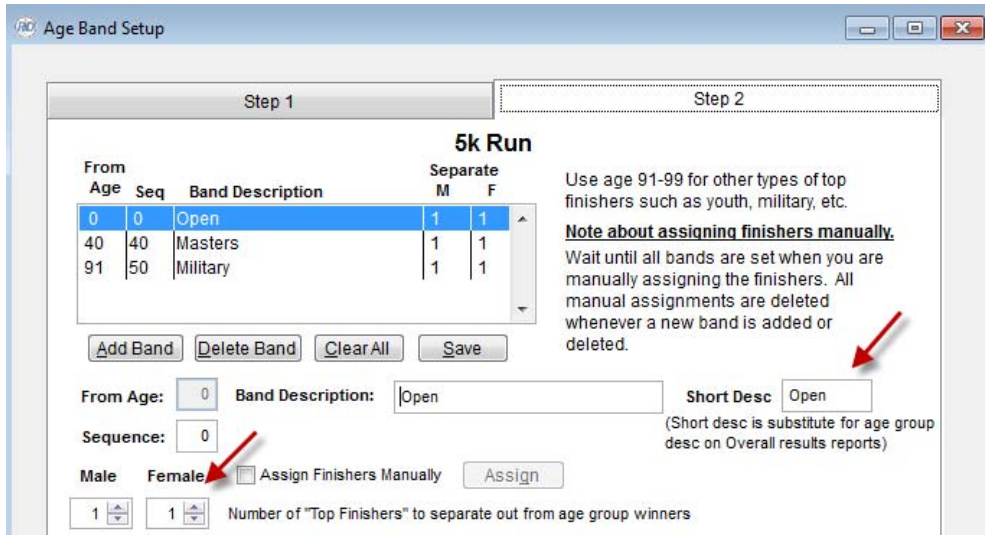 Age Band Setup
Step 1
Step 2
5k Run
From Age Seq Band Description Separate M F
0 0 Open 1 1
40 40 Masters 1 1
91 50 Military 1 1
Use age 91-99 for other types of top
finishers such as youth, military, etc.
Note about assigning finishers manually.
Wait until all bands are set when you are
manually assigning the finishers. All
manual assignments are deleted
whenever a new band is added or
deleted.
Add Band Delete Band Clear All Save
From Age: 0 Band Description: Open Short Desc Open
(Short desc is substitute for age group
desc on Overall results reports)
Sequence: 0
Male Female Assign Finishers Manually Assign
1 1 Number of "Top Finishers" to separate out from age group winners